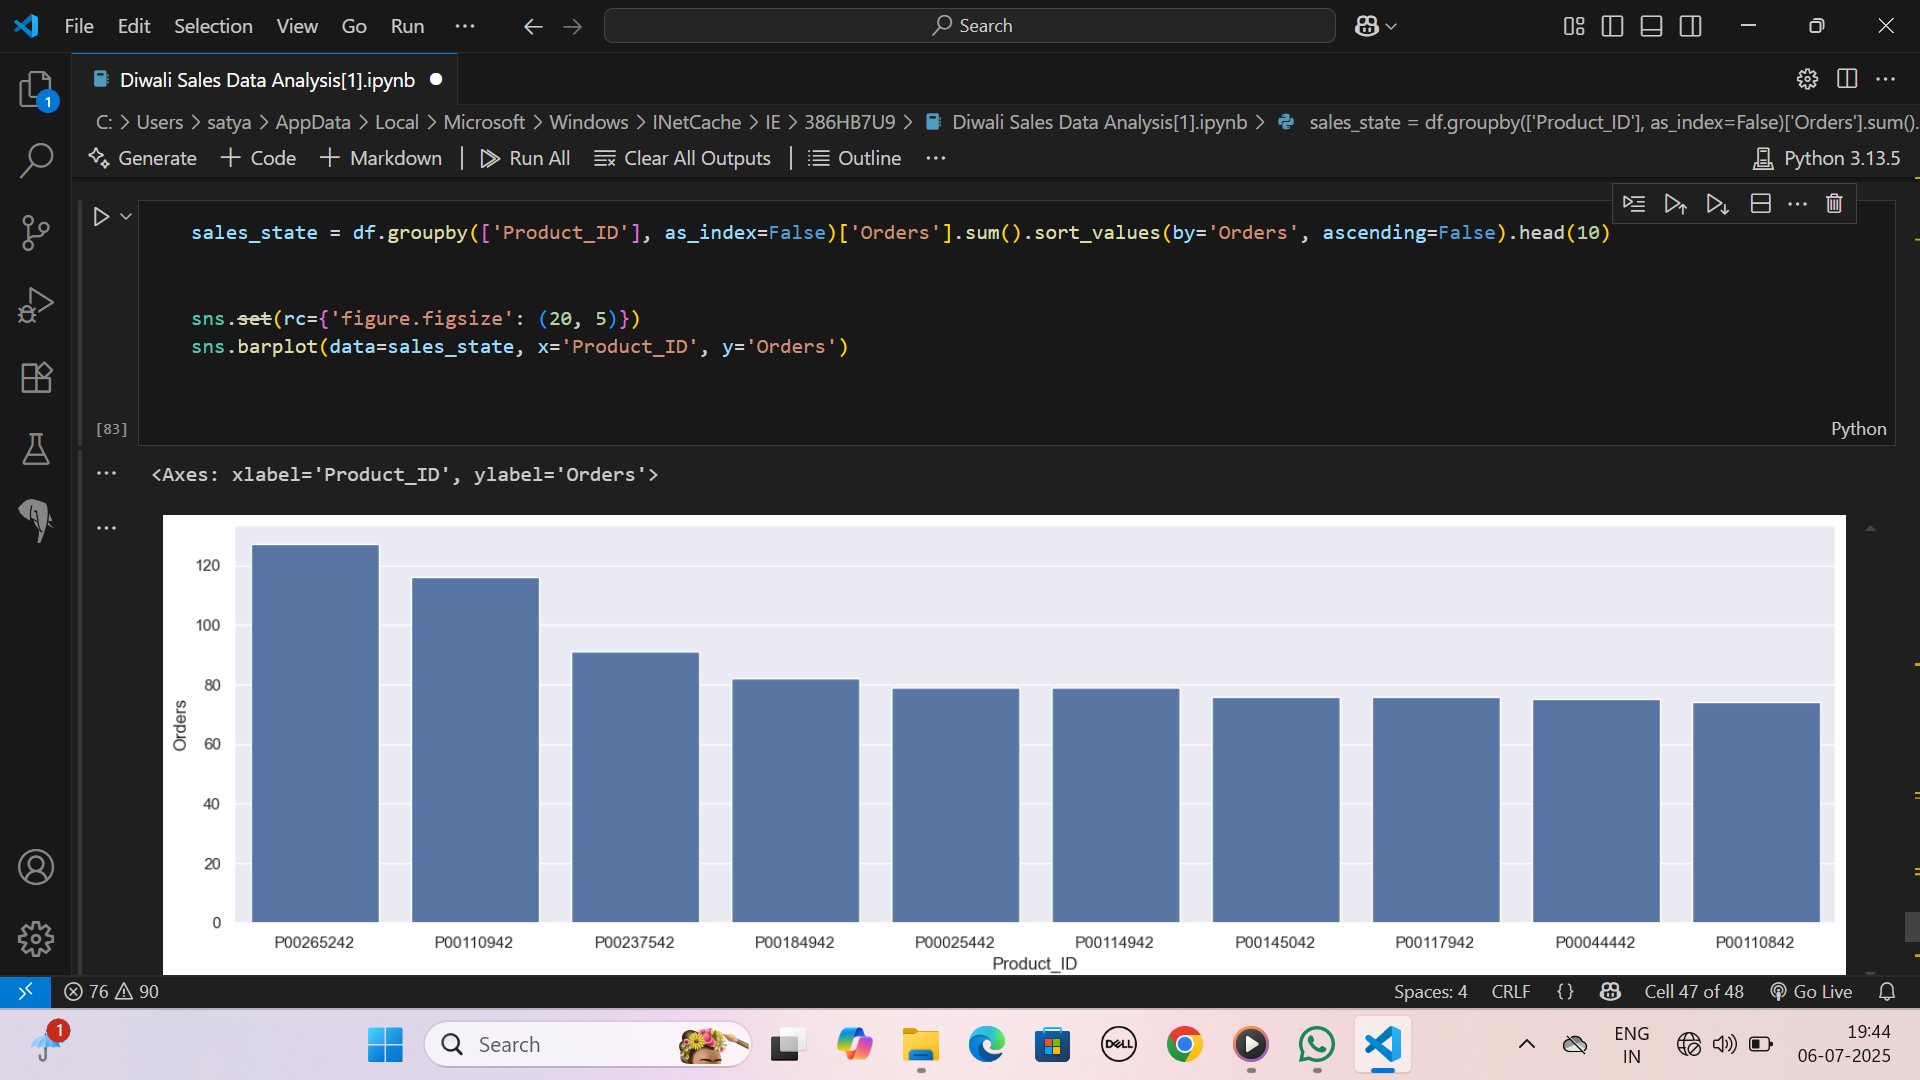 File Edit Selection View Go Run ··· Search
Diwali Sales Data Analysis[1].ipynb
1
C: > Users > satya > AppData > Local > Microsoft > Windows > INetCache > IE > 386HB7U9 > Diwali Sales Data Analysis[1].ipynb > sales_state = df.groupby(['Product_ID'], as_index=False)['Orders'].sum().
Generate + Code + Markdown | Run All Clear All Outputs | Outline ··· Python 3.13.5
sales_state = df.groupby(['Product_ID'], as_index=False)['Orders'].sum().sort_values(by='Orders', ascending=False).head(10)
sns.set(rc={'figure.figsize': (20, 5)})
sns.barplot(data=sales_state, x='Product_ID', y='Orders')
[83] Python
<Axes: xlabel='Product_ID', ylabel='Orders'>
120
100
80
60
40
20
0
Orders
P00265242 P00110942 P00237542 P00184942 P00025442 P00114942 P00145042 P00117942 P00044442 P00110842
Product_ID
76 90 Spaces: 4 CRLF {} Cell 47 of 48 Go Live
1 Search DELL ENG 19:44
IN 06-07-2025